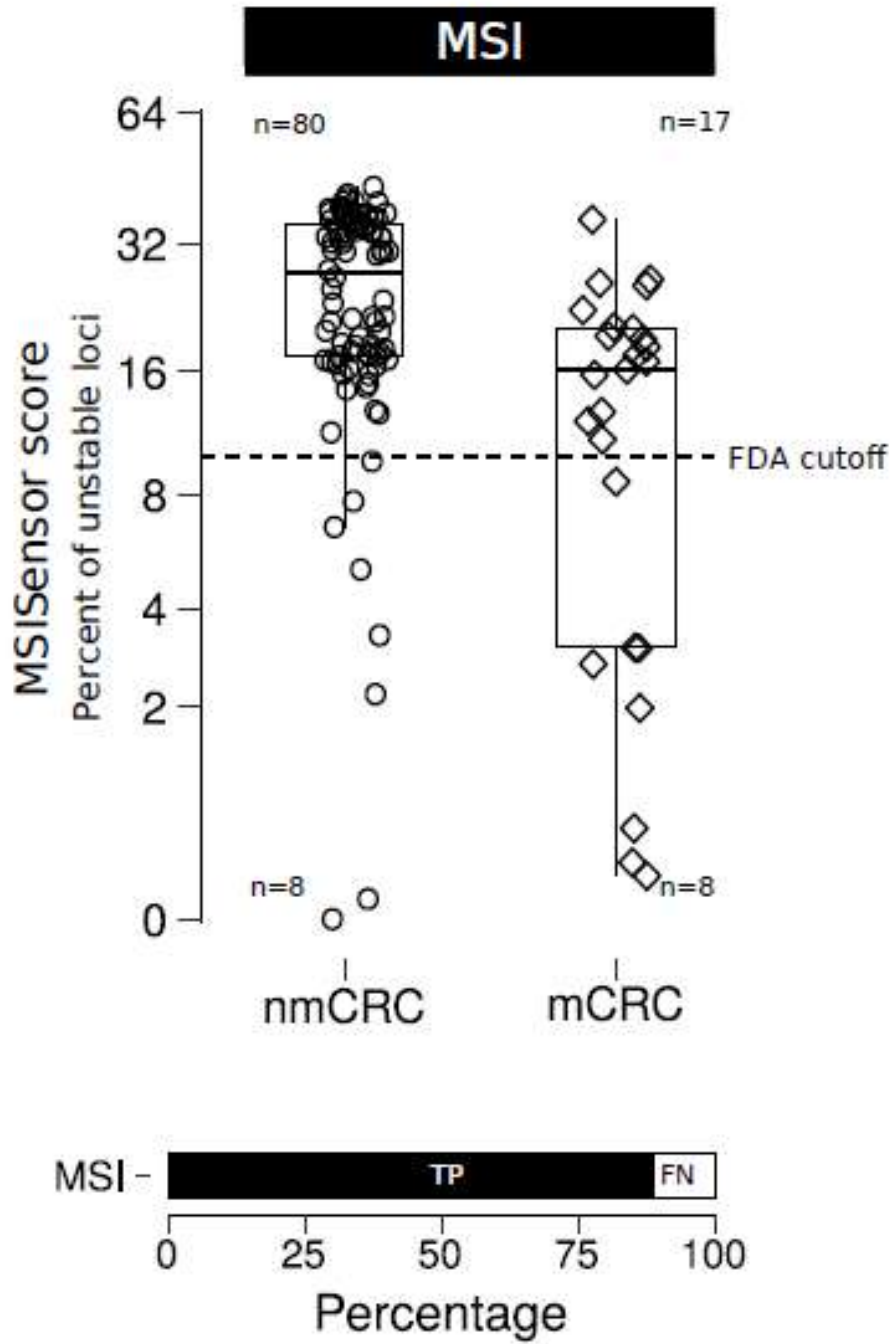 MSI
64
n=80
n=17
32
16
FDA cutoff
8
4
2
n=8
n=8
0
MSISensor score
Percent of unstable loci
nmCRC
mCRC
MSI
TP
FN
0
25
50
75
100
Percentage